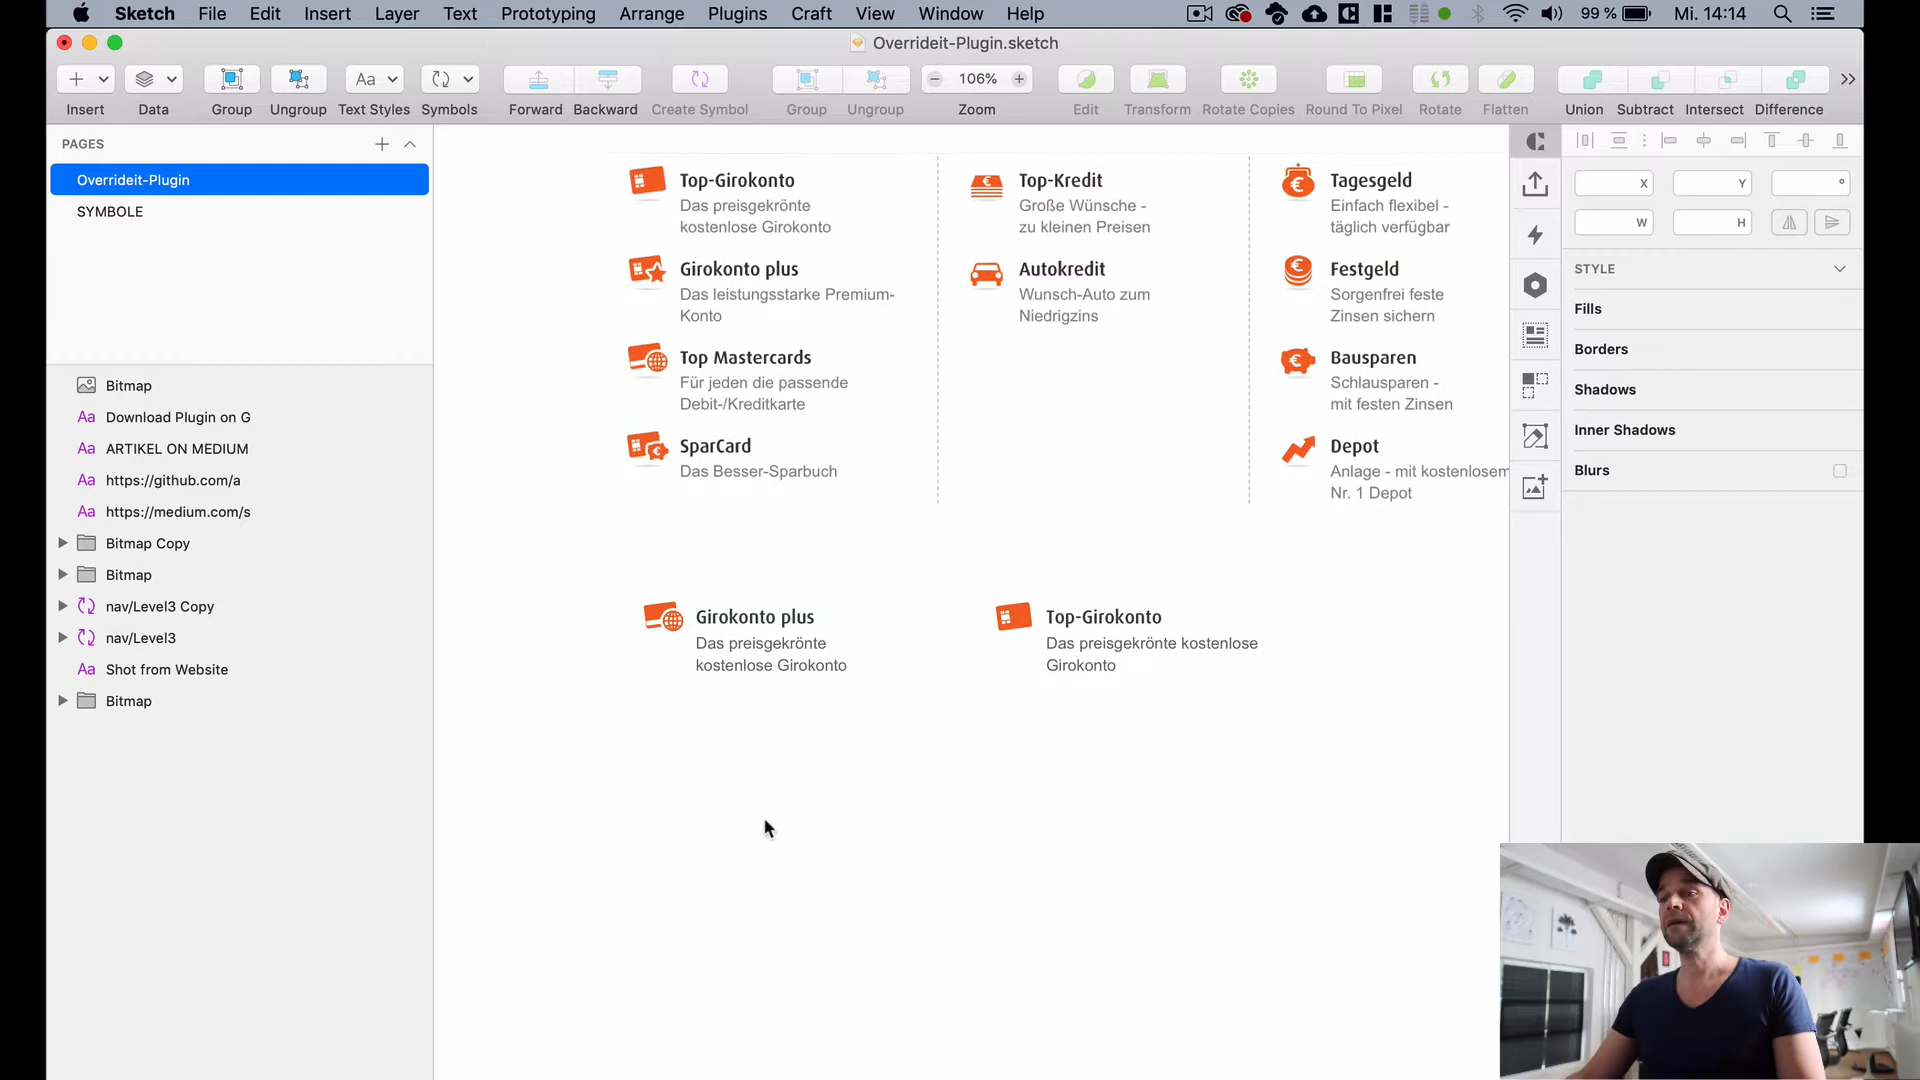 Sketch File Edit Insert Layer Text Prototyping Arrange Plugins Craft View Window Help 99 % Mi. 14:14
Overrideit-Plugin.sketch
Aa 106%
Insert Data Group Ungroup Text Styles Symbols Forward Backward Create Symbol Group Ungroup Zoom Edit Transform Rotate Copies Round To Pixel Rotate Flatten Union Subtract Intersect Difference
PAGES
Overrideit-Plugin
SYMBOLE
Bitmap
Aa Download Plugin on G
Aa ARTIKEL ON MEDIUM
Aa https://github.com/a
Aa https://medium.com/s
Bitmap Copy
Bitmap
nav/Level3 Copy
nav/Level3
Aa Shot from Website
Bitmap
Top-Girokonto
Das preisgekrönte
kostenlose Girokonto
Girokonto plus
Das leistungsstarke Premium-
Konto
Top Mastercards
Für jeden die passende
Debit-/Kreditkarte
SparCard
Das Besser-Sparbuch
Top-Kredit
Große Wünsche -
zu kleinen Preisen
Autokredit
Wunsch-Auto zum
Niedrigzins
Tagesgeld
Einfach flexibel -
täglich verfügbar
Festgeld
Sorgenfrei feste
Zinsen sichern
Bausparen
Schlausparen -
mit festen Zinsen
Depot
Anlage - mit kostenlosem
Nr. 1 Depot
Girokonto plus
Das preisgekrönte
kostenlose Girokonto
Top-Girokonto
Das preisgekrönte kostenlose
Girokonto
X Y °
W H
STYLE
Fills
Borders
Shadows
Inner Shadows
Blurs